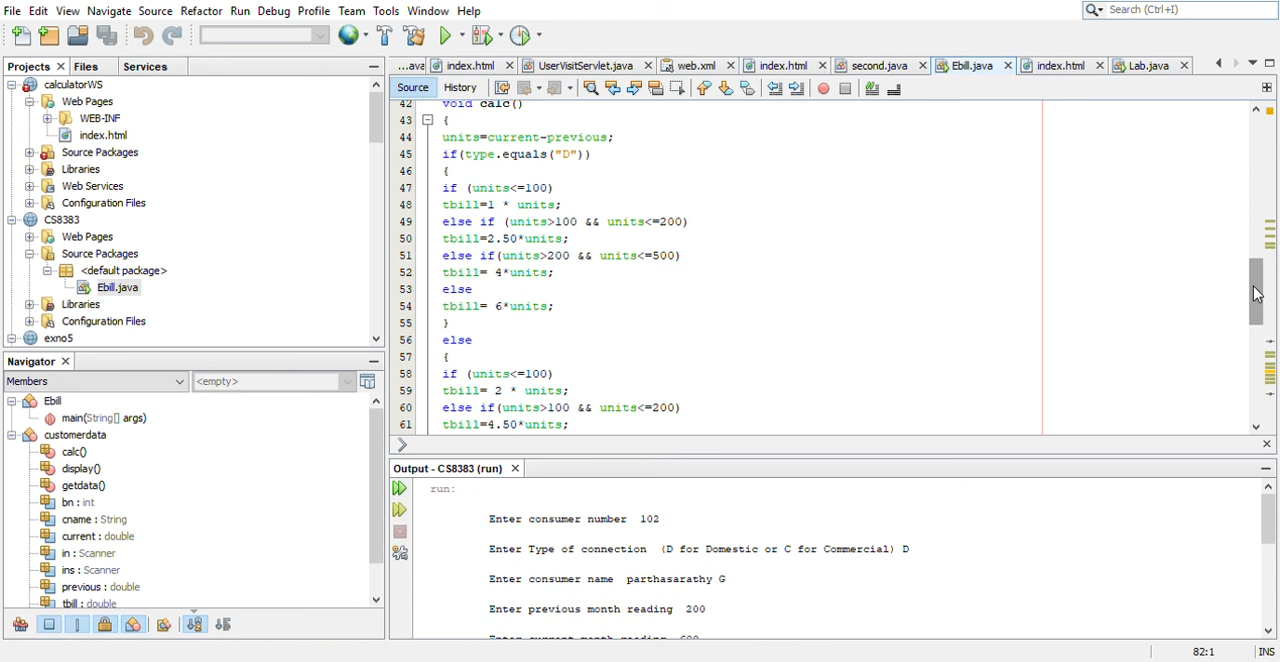 File Edit View Navigate Source Refactor Run Debug Profile Team Tools Window Help
Search (Ctrl+I)
Projects Files Services
calculatorWS
Web Pages
WEB-INF
index.html
Source Packages
Libraries
Web Services
Configuration Files
CS8383
Web Pages
Source Packages
<default package>
Ebill.java
Libraries
Configuration Files
exno5
Navigator
Members <empty>
Ebill
main(String[] args)
customerdata
calc()
display()
getdata()
bn : int
cname : String
current : double
in : Scanner
ins : Scanner
previous : double
tbill : double
...ava index.html UserVisitServlet.java web.xml index.html second.java Ebill.java index.html Lab.java
Source History
42 void calc()
43 {
44 units=current-previous;
45 if(type.equals("D"))
46 {
47 if (units<=100)
48 tbill=1 * units;
49 else if (units>100 && units<=200)
50 tbill=2.50*units;
51 else if(units>200 && units<=500)
52 tbill= 4*units;
53 else
54 tbill= 6*units;
55 }
56 else
57 {
58 if (units<=100)
59 tbill= 2 * units;
60 else if(units>100 && units<=200)
61 tbill=4.50*units;
Output - CS8383 (run)
run:
Enter consumer number 102
Enter Type of connection (D for Domestic or C for Commercial) D
Enter consumer name parthasarathy G
Enter previous month reading 200
Enter current month reading 600
82:1 INS